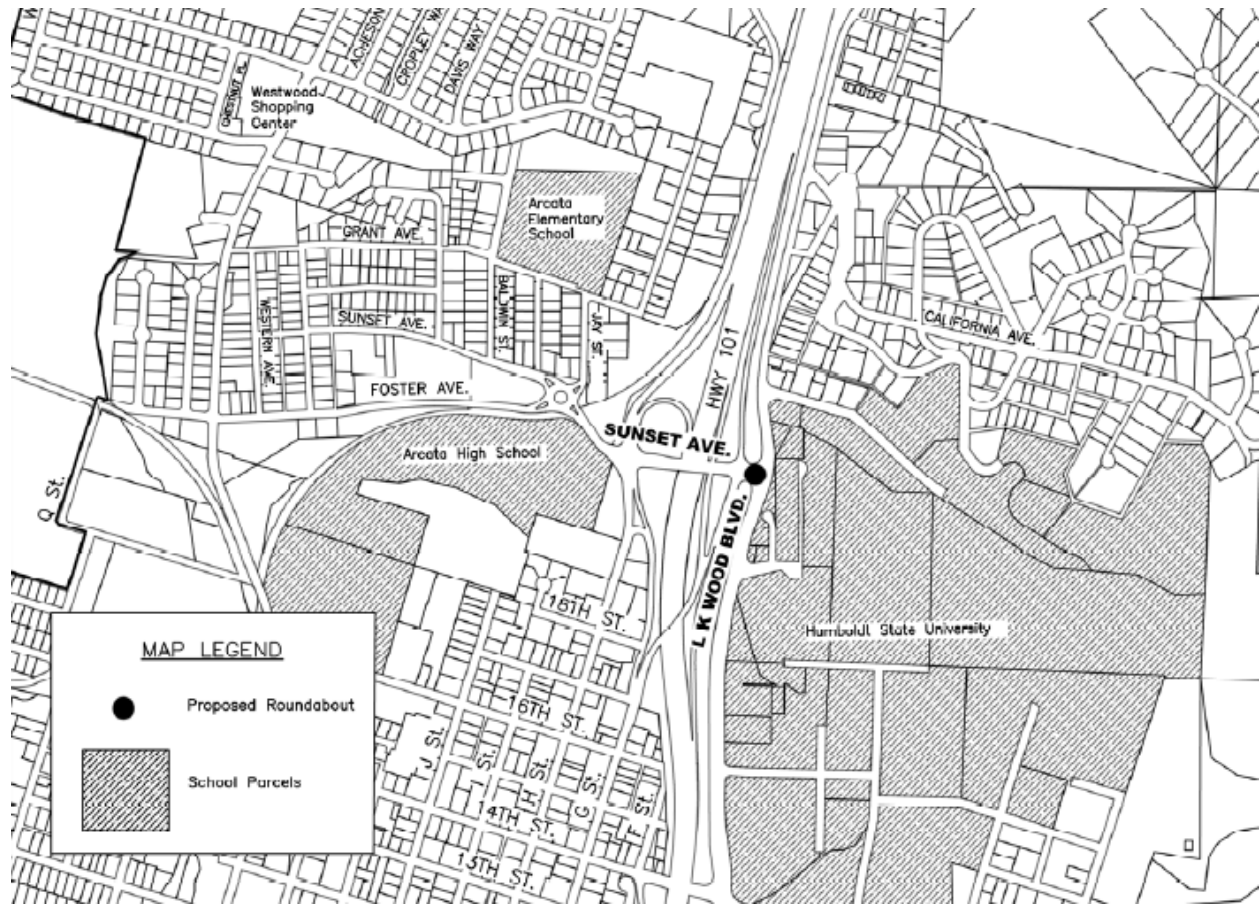 ACHESON
CROPLEY WA
DAVIS WAY
CHESTNUT PL
Westwood
Shopping
Center
Arcata
Elementary
School
GRANT AVE.
BALDWIN ST.
WESTERN AVE.
SUNSET AVE.
JAY ST.
HWY 101
CALIFORNIA AVE.
FOSTER AVE.
SUNSET AVE.
Arcata High School
Q St.
L K WOOD BLVD.
18TH ST.
Humboldt State University
MAP LEGEND
Proposed Roundabout
School Parcels
16TH ST.
J St.
I St.
H St.
G St.
F St.
14TH ST.
13TH ST.